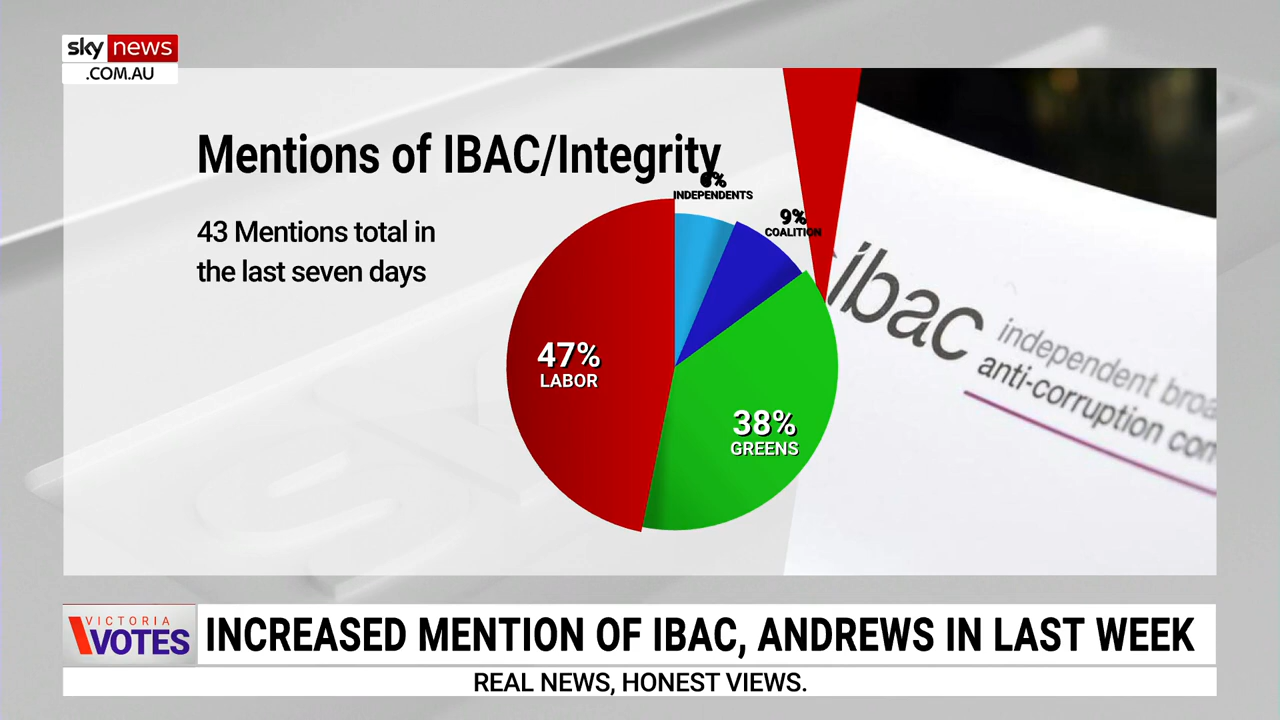 sky news
.COM.AU
Mentions of IBAC/Integrity
43 Mentions total in
the last seven days
6%
INDEPENDENTS
9%
COALITION
47%
LABOR
38%
GREENS
ibac
independent broa
anti-corruption com
VICTORIA
VOTES
INCREASED MENTION OF IBAC, ANDREWS IN LAST WEEK
REAL NEWS, HONEST VIEWS.